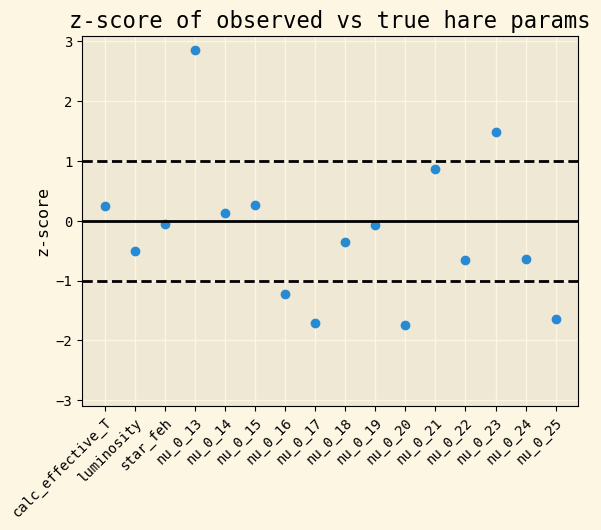 z-score of observed vs true hare params
z-score
3
2
1
0
−1
−2
−3
calc_effective_T
luminosity
star_feh
nu_0_13
nu_0_14
nu_0_15
nu_0_16
nu_0_17
nu_0_18
nu_0_19
nu_0_20
nu_0_21
nu_0_22
nu_0_23
nu_0_24
nu_0_25